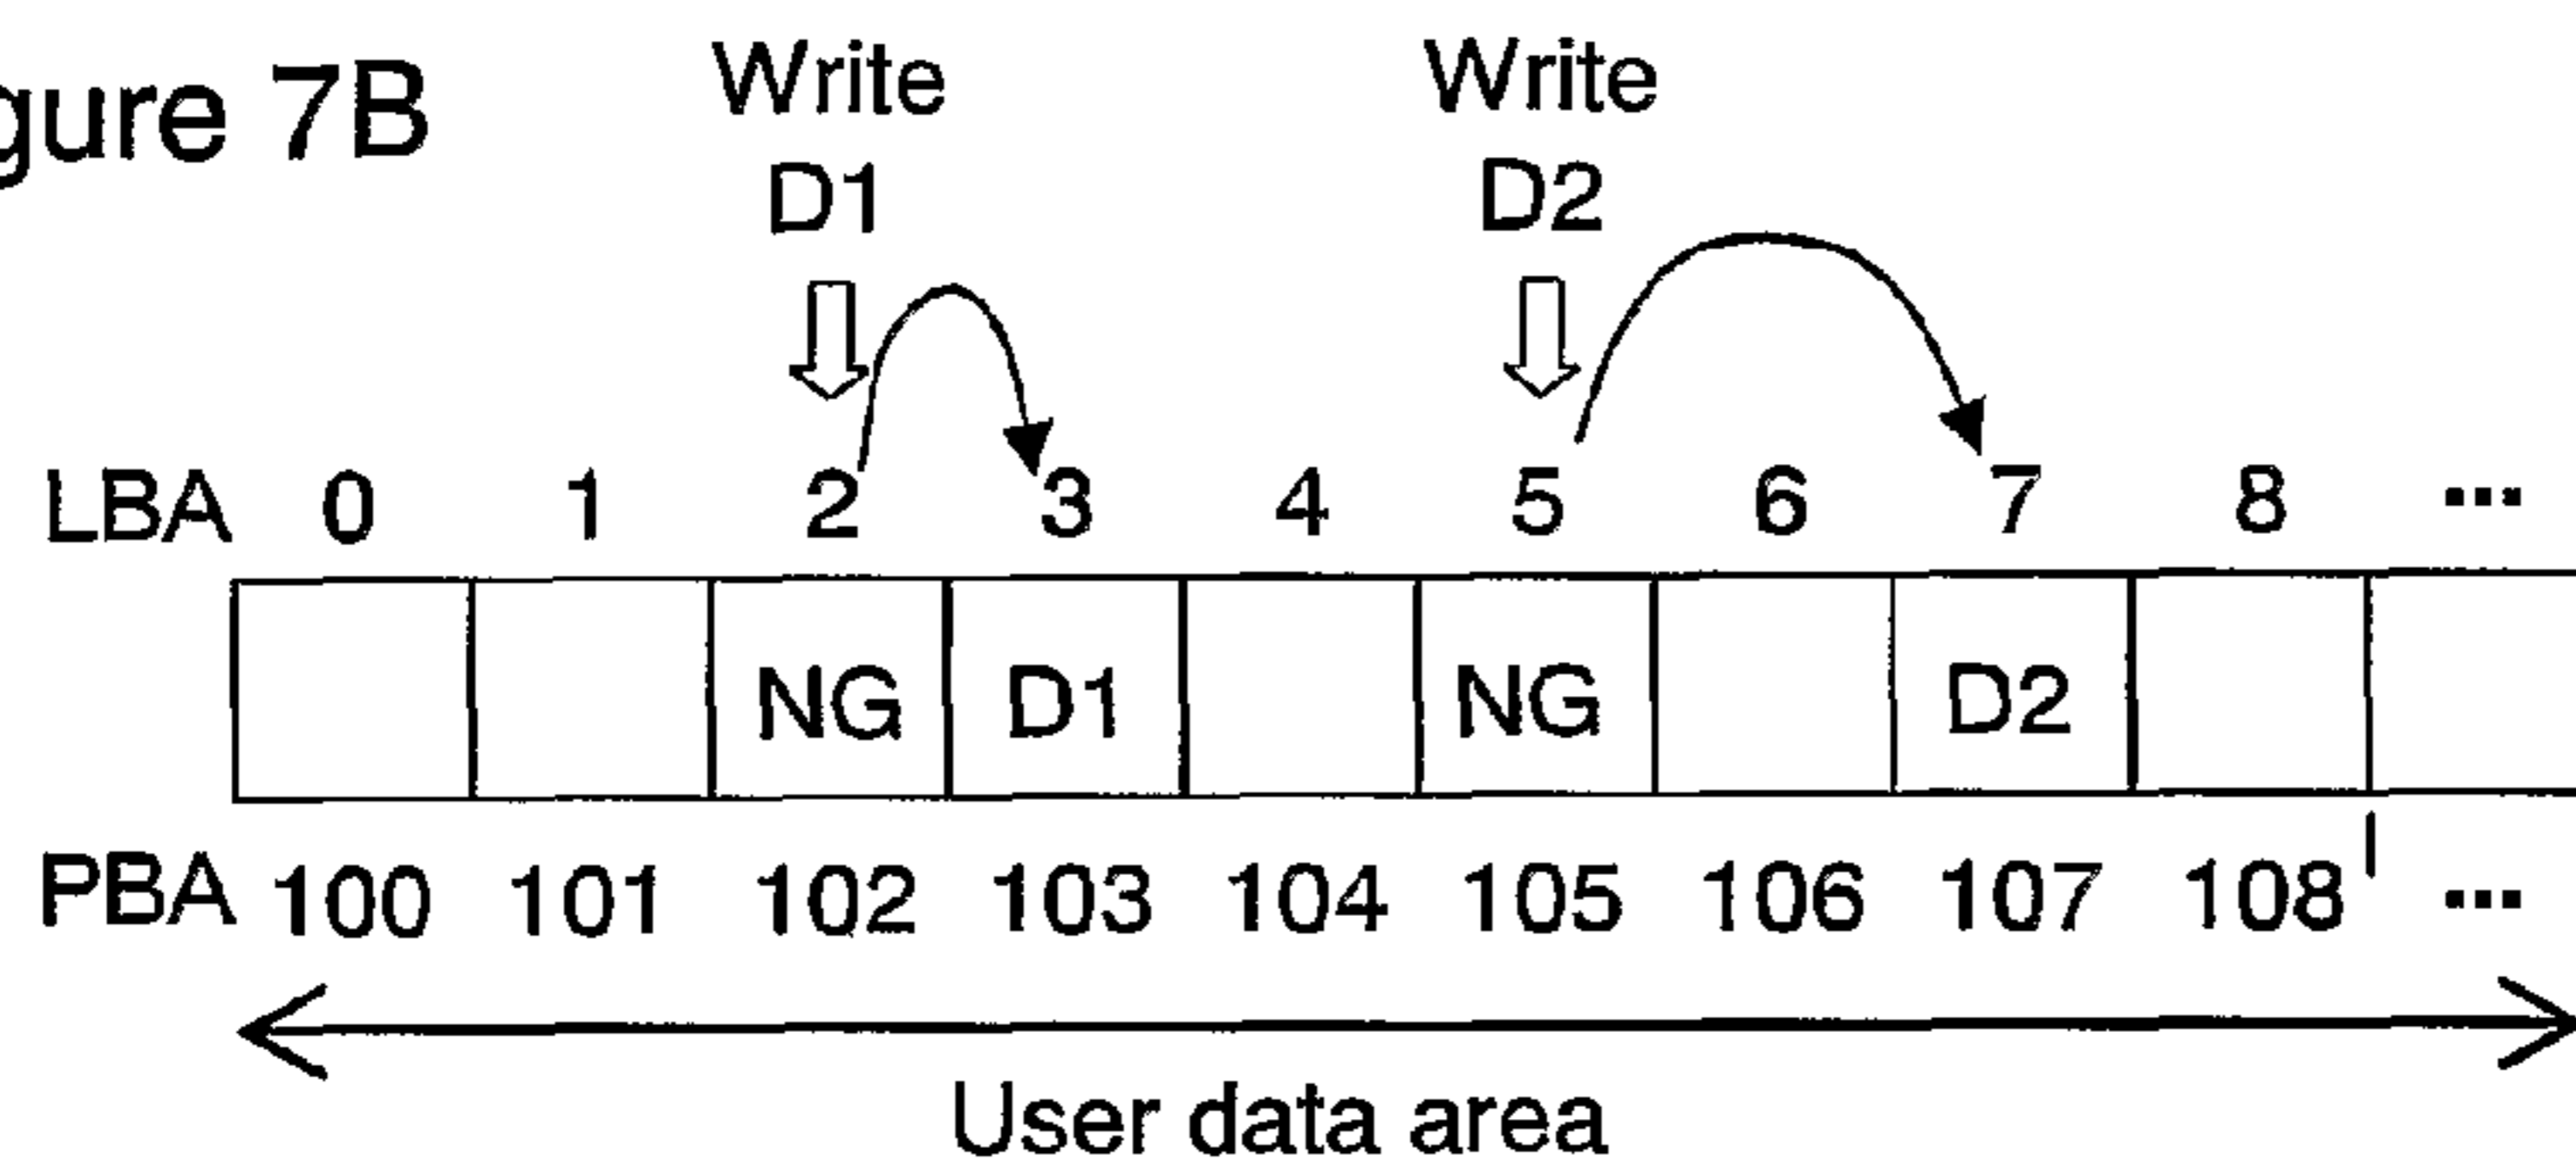 gure 7B
Write Write
D1 D2
LBA 0 1 2 3 4 5 6 7 8 ...
NG D1 NG D2
PBA 100 101 102 103 104 105 106 107 108 ...
User data area